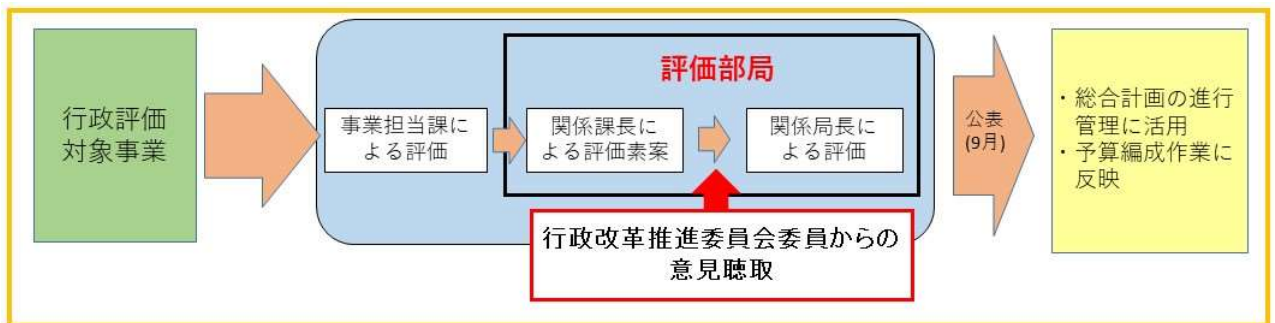 行政評価
対象事業
評価部局
事業担当課に
よる評価
関係課長に
よる評価素案
関係局長に
よる評価
行政改革推進委員会委員からの
意見聴取
公表
(9月)
・総合計画の進行
管理に活用
・予算編成作業に
反映